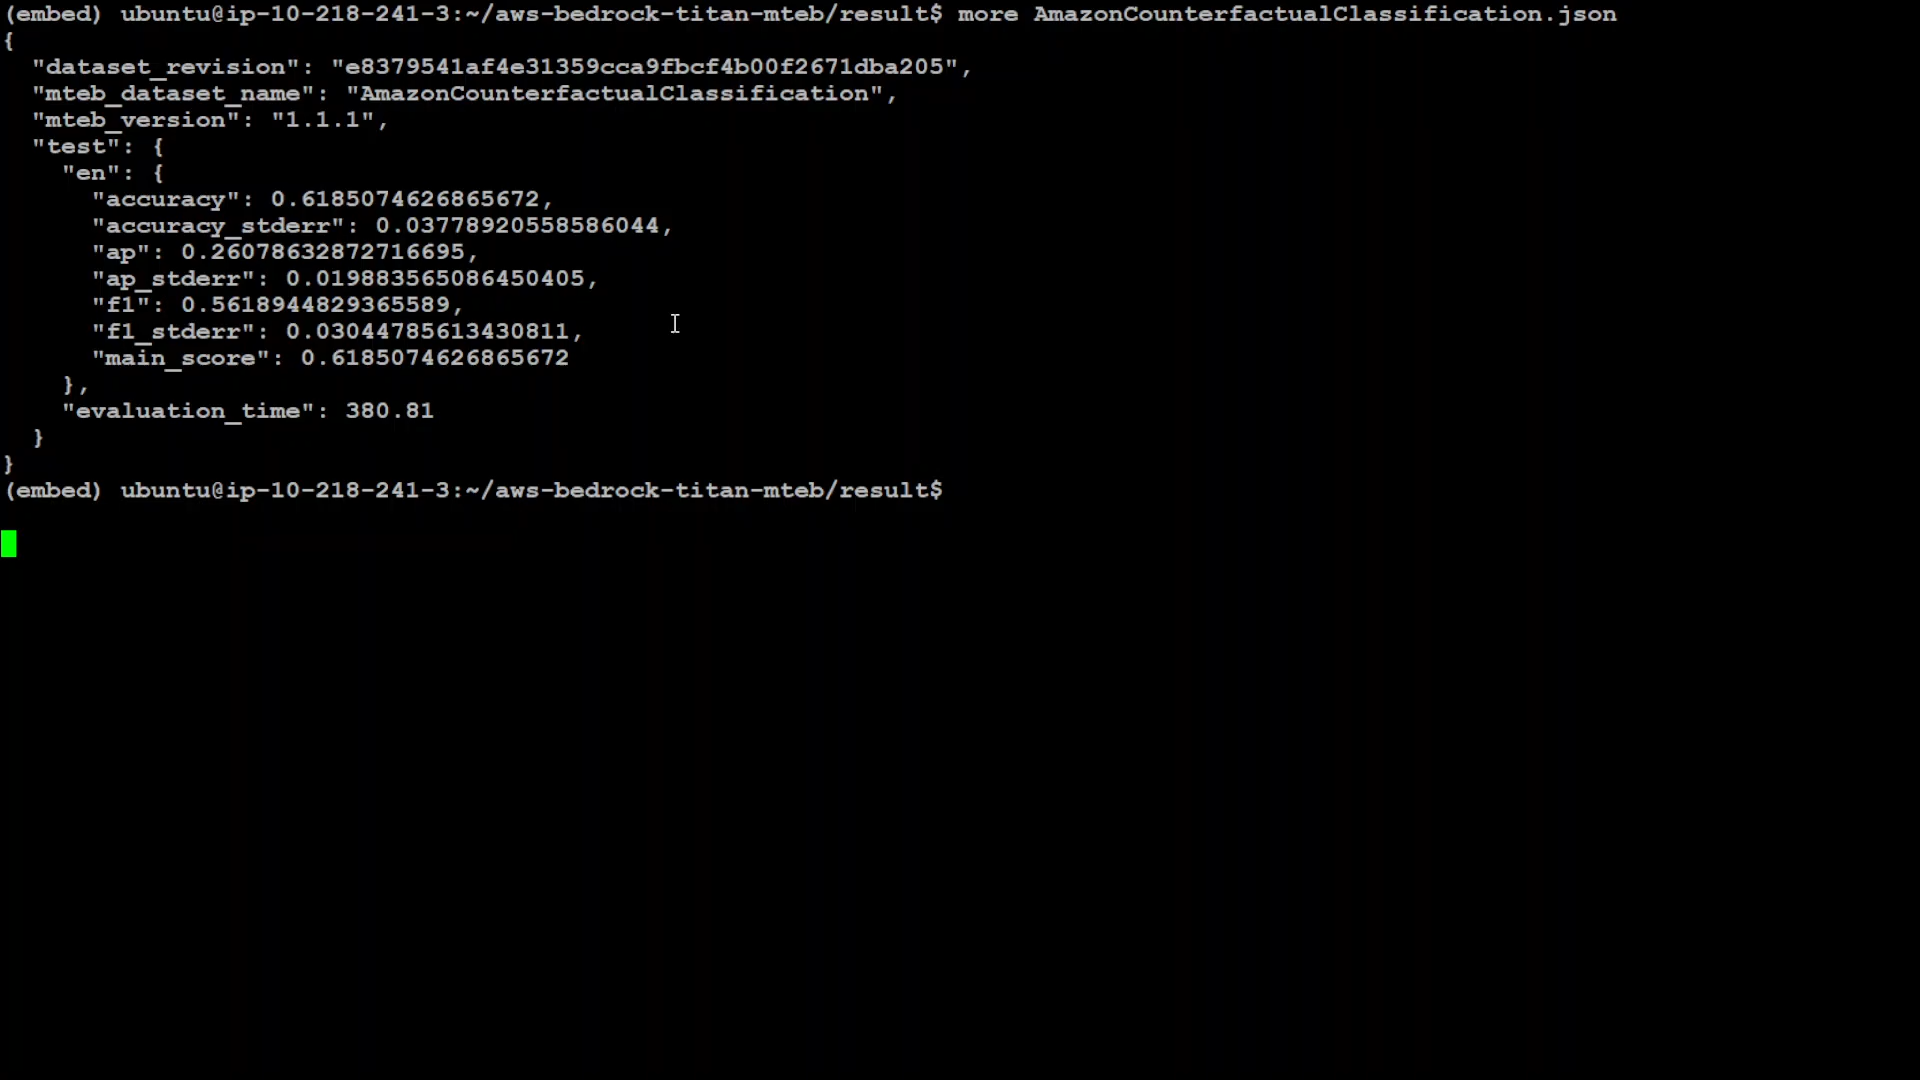 (embed) ubuntu@ip-10-218-241-3:~/aws-bedrock-titan-mteb/result$ more AmazonCounterfactualClassification.json
{
  "dataset_revision": "e8379541af4e31359cca9fbcf4b00f2671dba205",
  "mteb_dataset_name": "AmazonCounterfactualClassification",
  "mteb_version": "1.1.1",
  "test": {
    "en": {
      "accuracy": 0.6185074626865672,
      "accuracy_stderr": 0.03778920558586044,
      "ap": 0.26078632872716695,
      "ap_stderr": 0.019883565086450405,
      "f1": 0.5618944829365589,
      "f1_stderr": 0.03044785613430811,
      "main_score": 0.6185074626865672
    },
    "evaluation_time": 380.81
  }
}
(embed) ubuntu@ip-10-218-241-3:~/aws-bedrock-titan-mteb/result$